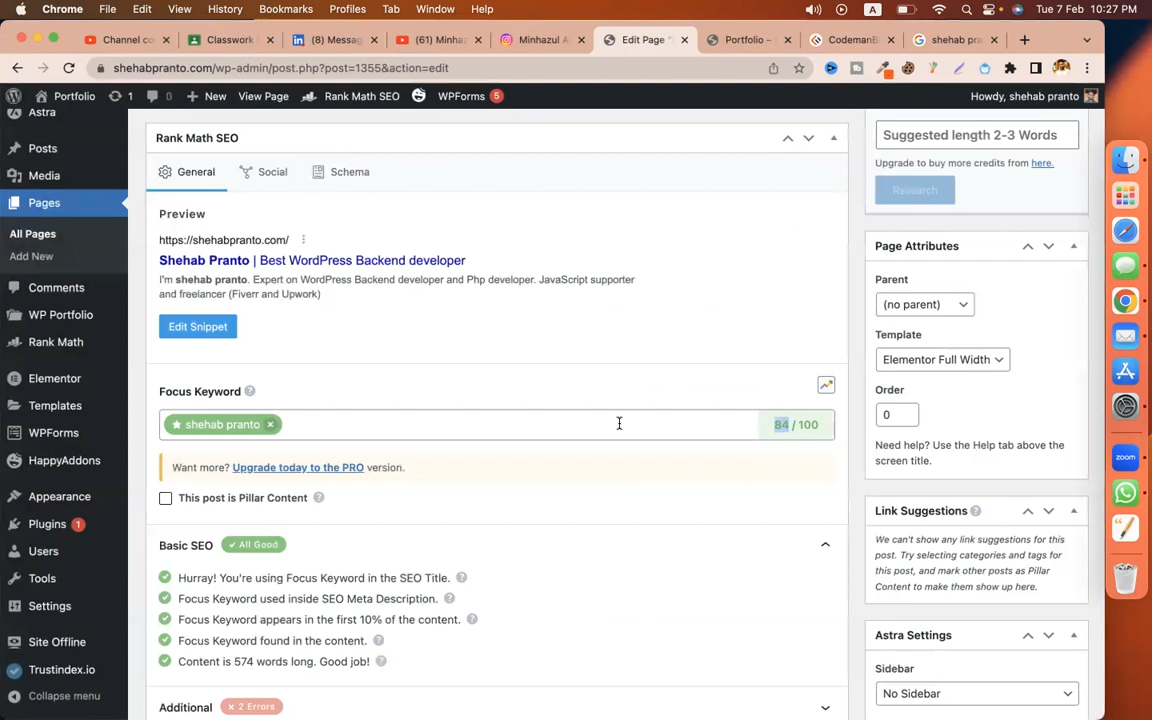 Chrome File Edit View History Bookmarks Profiles Tab Window Help A Tue 7 Feb 10:27 PM
Channel co Classwork (8) Messag (61) Minha Minhazul A Edit Page Portfolio – CodemanB shehab pra
shehabpranto.com/wp-admin/post.php?post=1355&action=edit
Portfolio 1 0 New View Page Rank Math SEO WPForms 5 Howdy, shehab pranto
Astra
Posts
Media
Pages
All Pages
Add New
Comments
WP Portfolio
Rank Math
Elementor
Templates
WPForms
HappyAddons
Appearance
Plugins 1
Users
Tools
Settings
Site Offline
Trustindex.io
Collapse menu
Rank Math SEO
General Social Schema
Preview
https://shehabpranto.com/
Shehab Pranto | Best WordPress Backend developer
I'm shehab pranto. Expert on WordPress Backend developer and Php developer. JavaScript supporter
and freelancer (Fiverr and Upwork)
Edit Snippet
Focus Keyword
shehab pranto 84 / 100
Want more? Upgrade today to the PRO version.
This post is Pillar Content
Basic SEO All Good
Hurray! You're using Focus Keyword in the SEO Title.
Focus Keyword used inside SEO Meta Description.
Focus Keyword appears in the first 10% of the content.
Focus Keyword found in the content.
Content is 574 words long. Good job!
Additional × 2 Errors
Suggested length 2-3 Words
Upgrade to buy more credits from here.
Research
Page Attributes
Parent
(no parent)
Template
Elementor Full Width
Order
0
Need help? Use the Help tab above the
screen title.
Link Suggestions
We can't show any link suggestions for this
post. Try selecting categories and tags for
this post, and mark other posts as Pillar
Content to make them show up here.
Astra Settings
Sidebar
No Sidebar
zoom